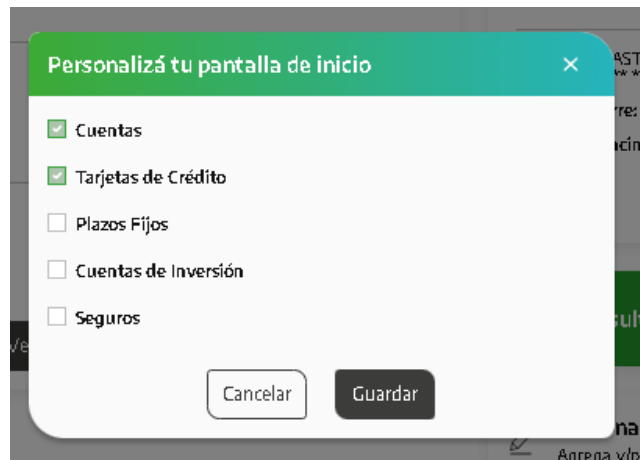 Personalizá tu pantalla de inicio
Cuentas
Tarjetas de Crédito
Plazos Fijos
Cuentas de Inversión
Seguros
Cancelar
Guardar